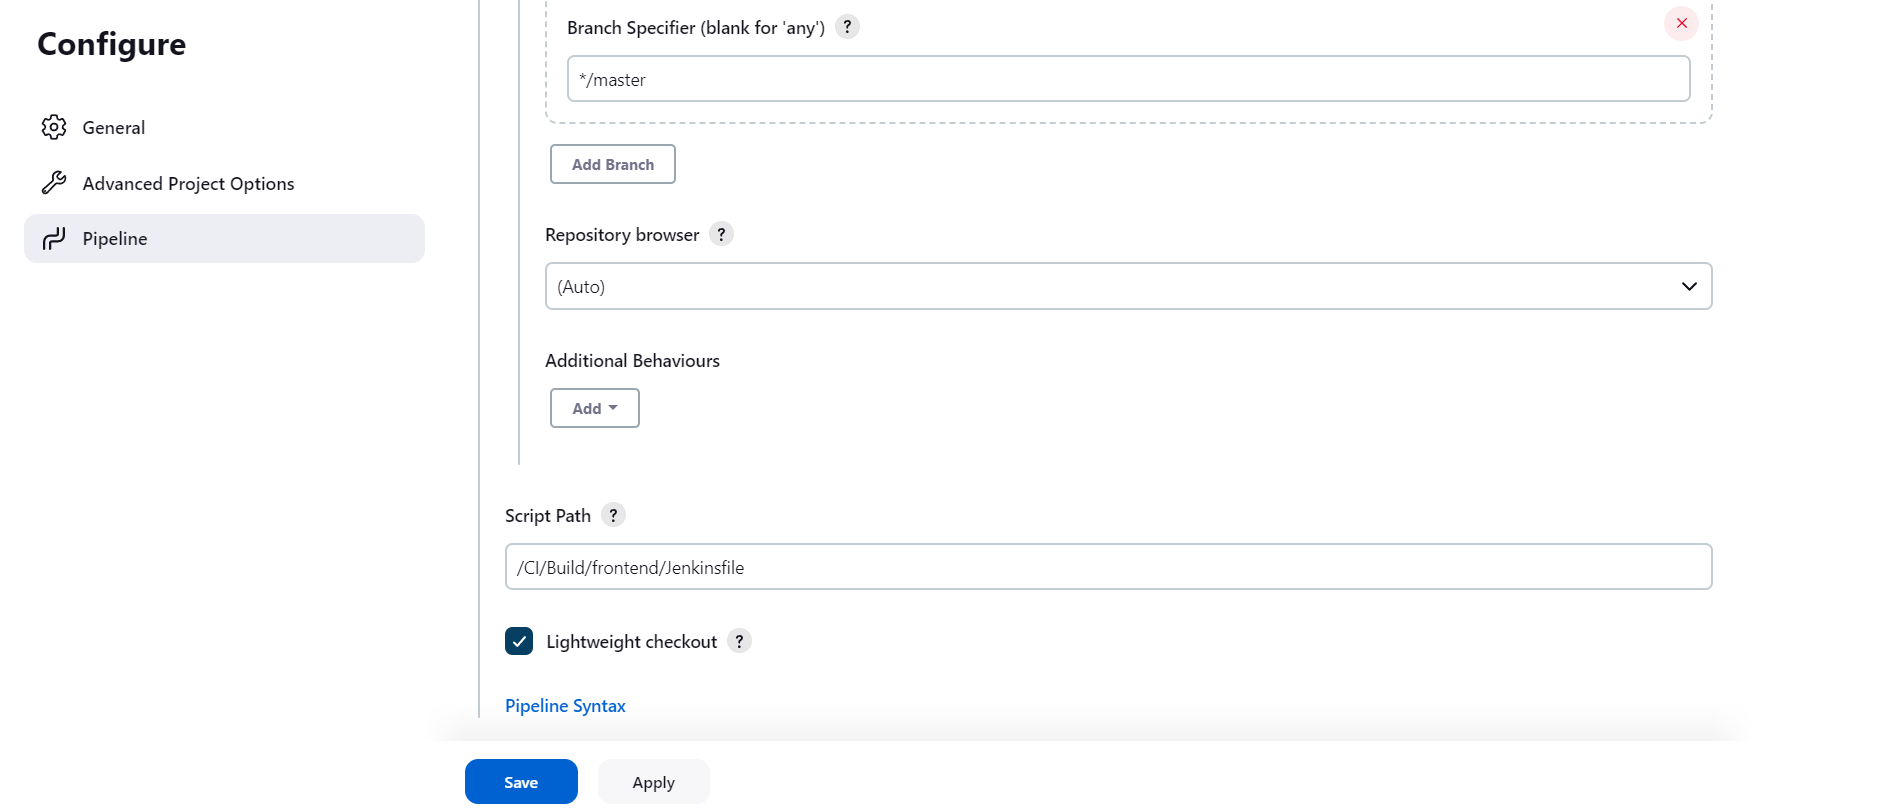 Configure
General
Advanced Project Options
Pipeline
Branch Specifier (blank for 'any') ?
*/master
Add Branch
Repository browser ?
(Auto)
Additional Behaviours
Add
Script Path ?
/CI/Build/frontend/Jenkinsfile
Lightweight checkout ?
Pipeline Syntax
Save Apply